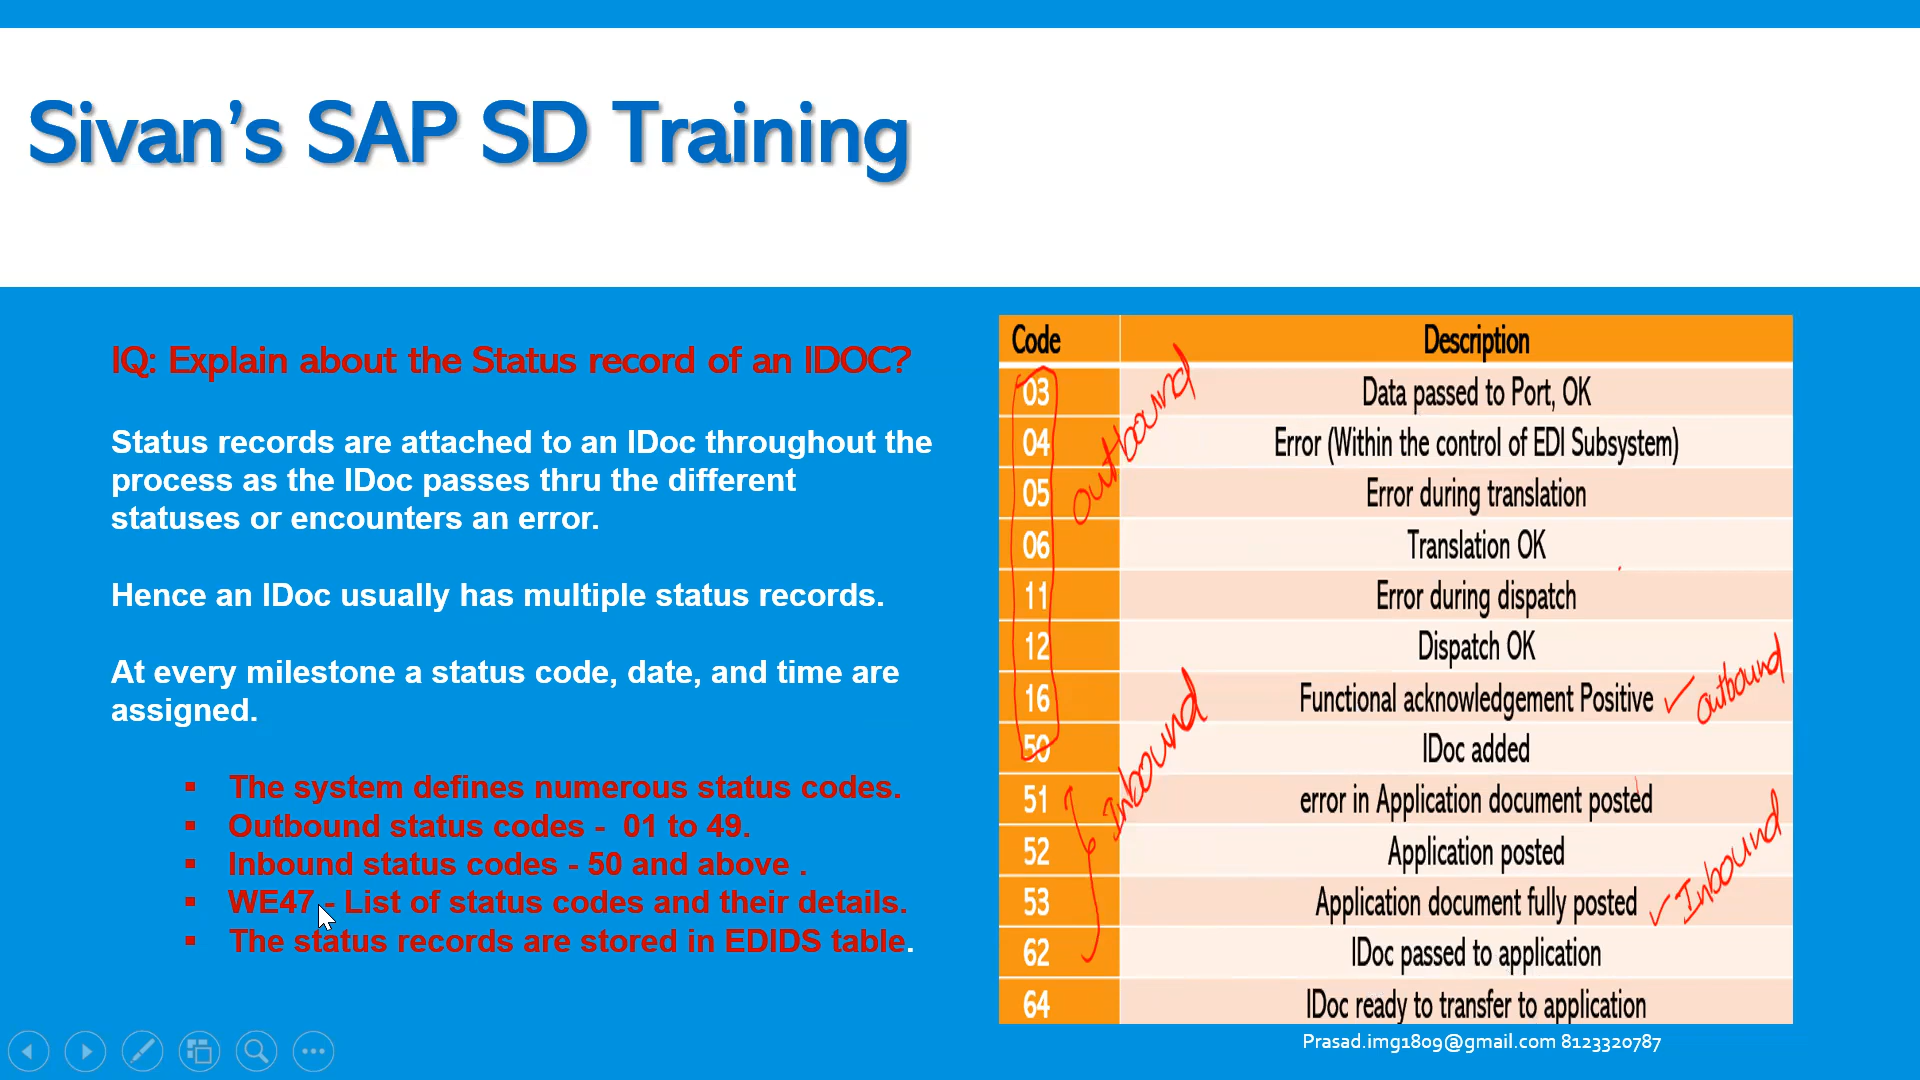 Sivan's SAP SD Training
IQ: Explain about the Status record of an IDOC?
Status records are attached to an IDoc throughout the
process as the IDoc passes thru the different
statuses or encounters an error.
Hence an IDoc usually has multiple status records.
At every milestone a status code, date, and time are
assigned.
▪ The system defines numerous status codes.
▪ Outbound status codes - 01 to 49.
▪ Inbound status codes - 50 and above .
▪ WE47 - List of status codes and their details.
▪ The status records are stored in EDIDS table.
Code Description
03 Data passed to Port, OK
04 Error (Within the control of EDI Subsystem)
05 Error during translation
06 Translation OK
11 Error during dispatch
12 Dispatch OK
16 Functional acknowledgement Positive
50 IDoc added
51 error in Application document posted
52 Application posted
53 Application document fully posted
62 IDoc passed to application
64 IDoc ready to transfer to application
outbound
Inbound
outbound
Inbound
Prasad.img1809@gmail.com 8123320787